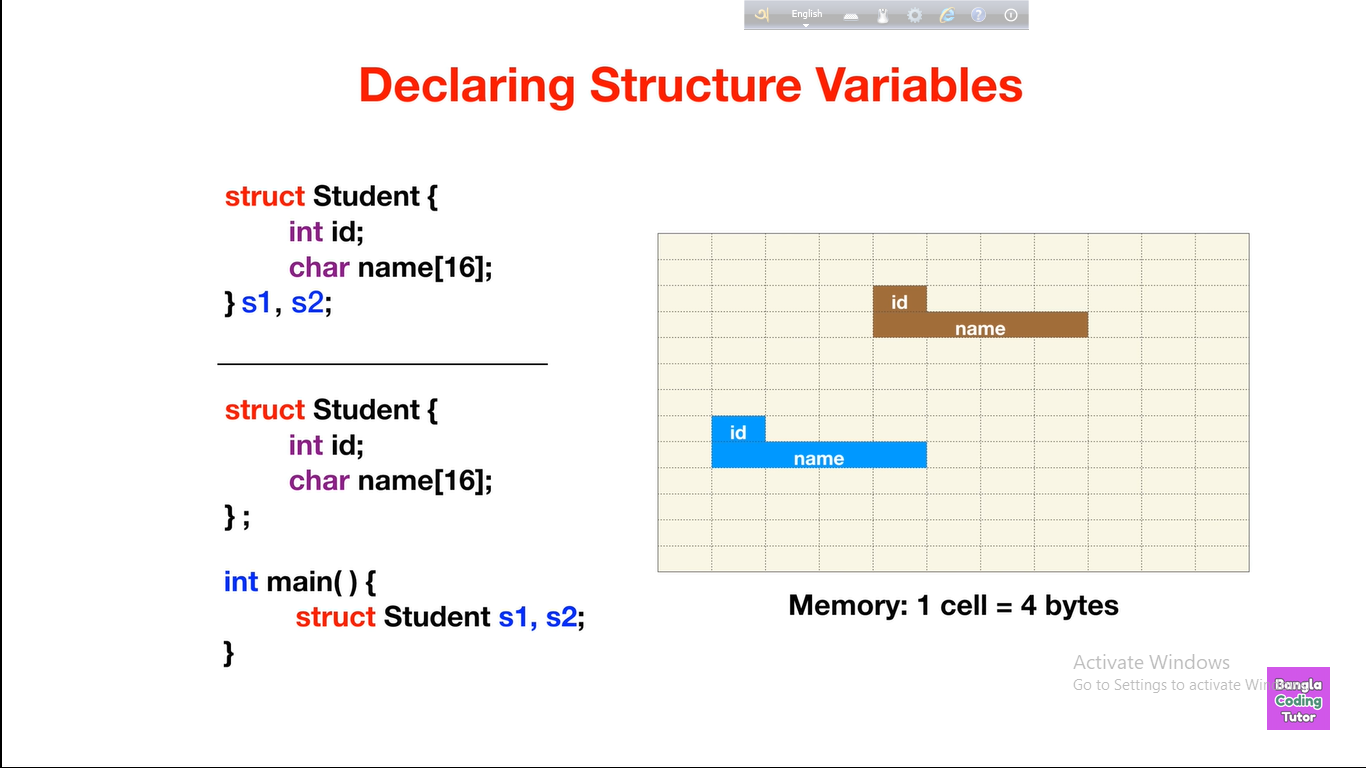 অ English
Declaring Structure Variables
struct Student {
int id;
char name[16];
} s1, s2;
struct Student {
int id;
char name[16];
} ;
int main( ) {
struct Student s1, s2;
}
id
name
id
name
Memory: 1 cell = 4 bytes
Activate Windows
Go to Settings to activate Win
Bangla
Coding
Tutor